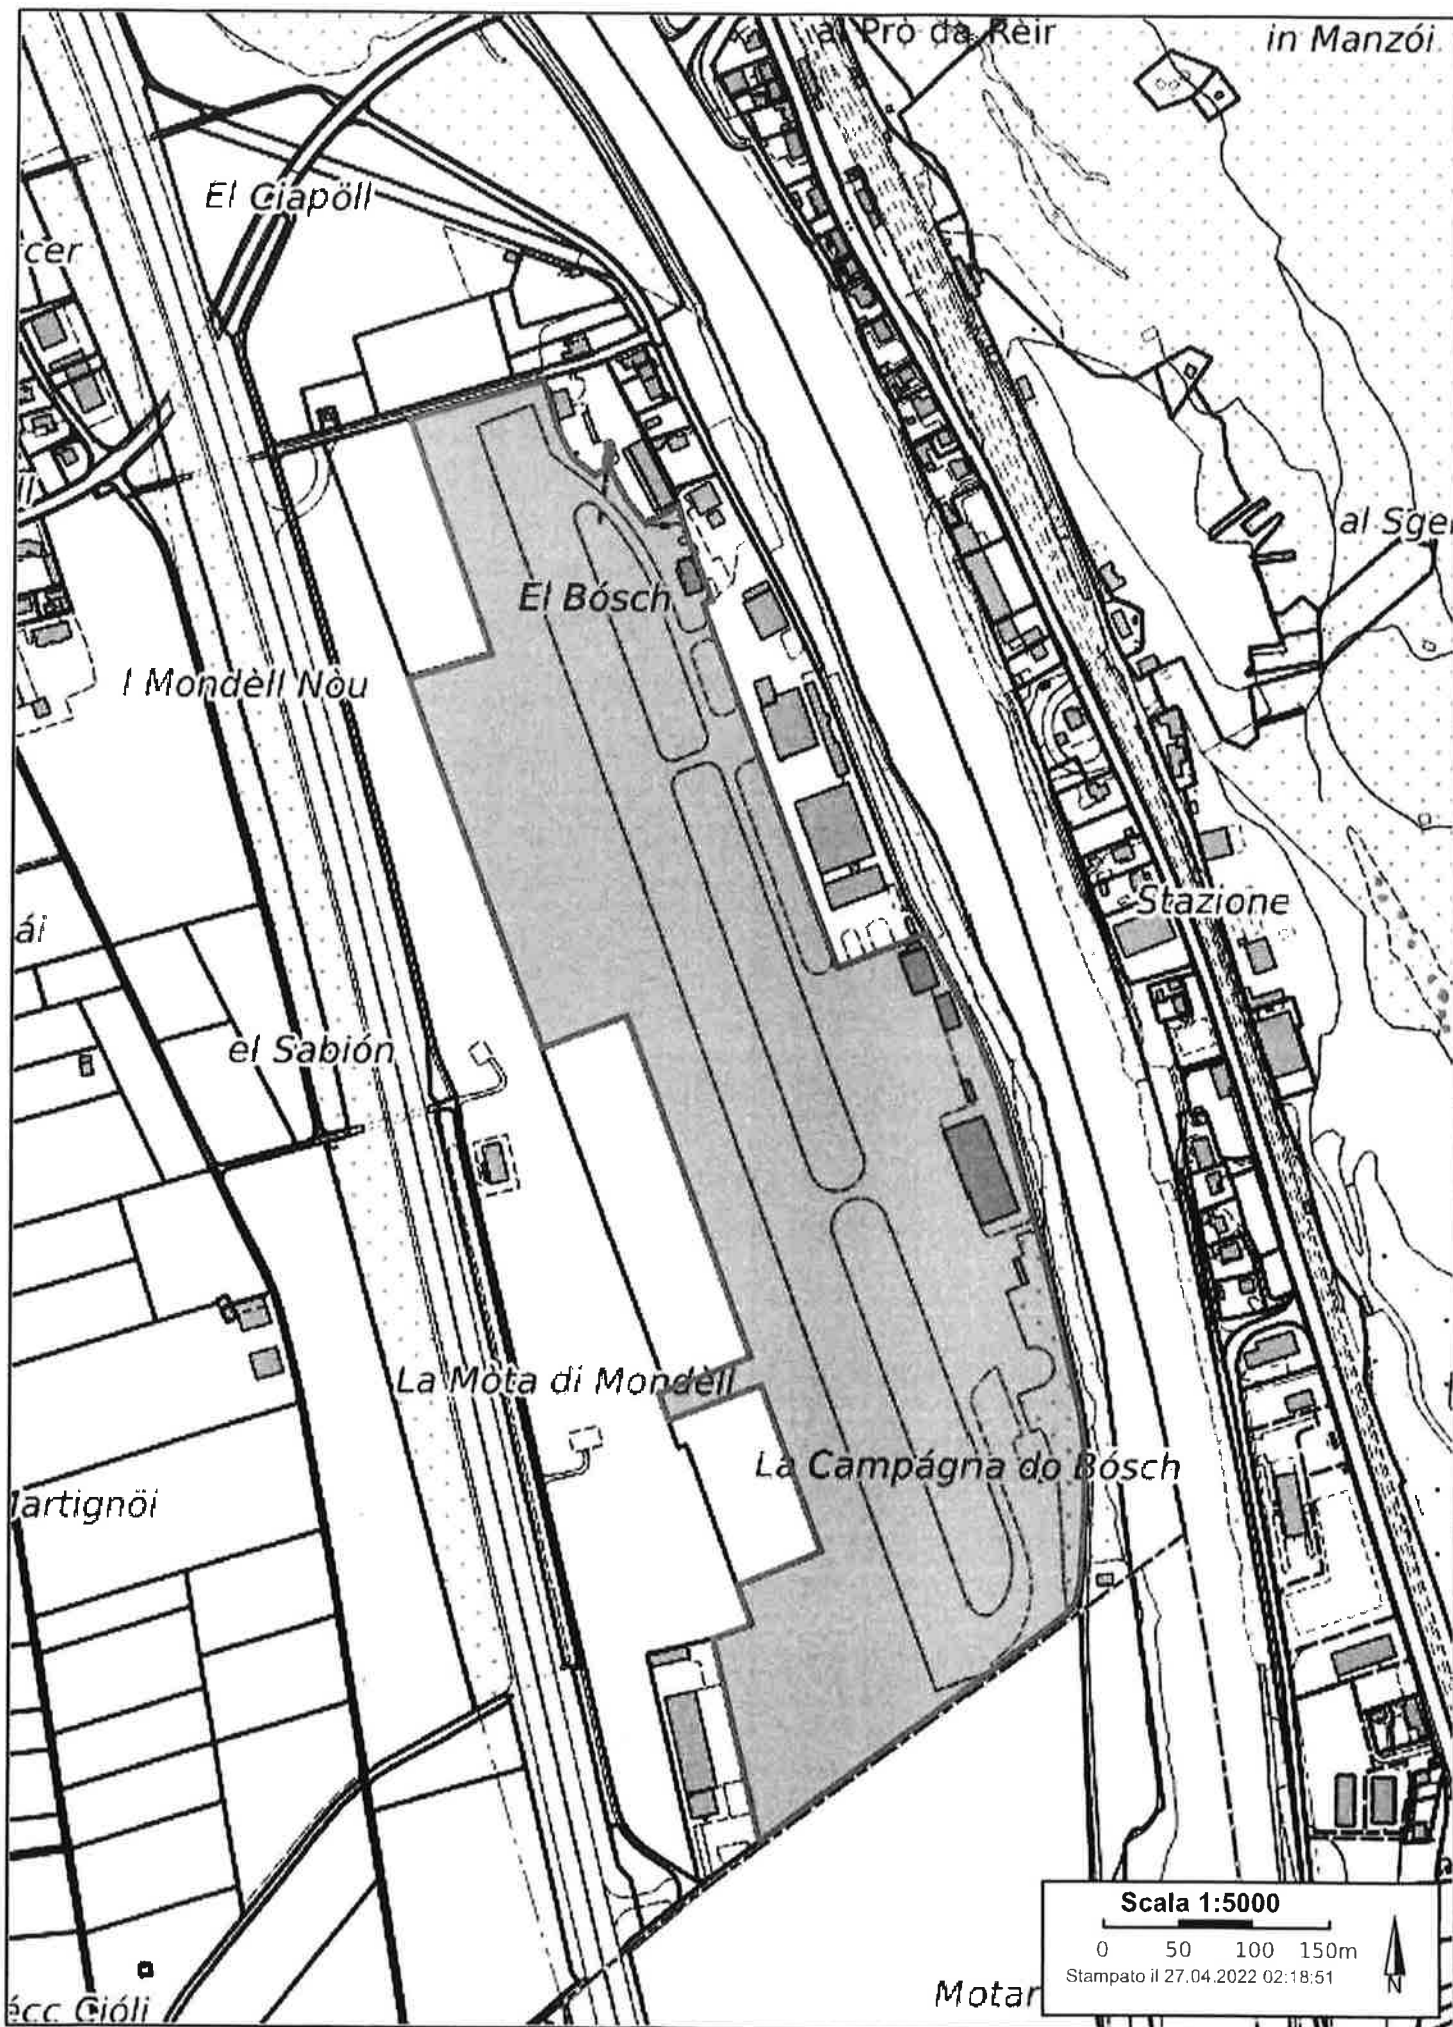 al Prò da Rèir
in Manzói
El Ciapöll
cer
al Sge
El Bósch
I Mondèll Nòu
Stazione
ái
el Sabión
La Mòta di Mondèll
La Campágna do Bósch
artignöi
Scala 1:5000
0 50 100 150m
Stampato il 27.04.2022 02:18:51
N
Motar
écc Cióli